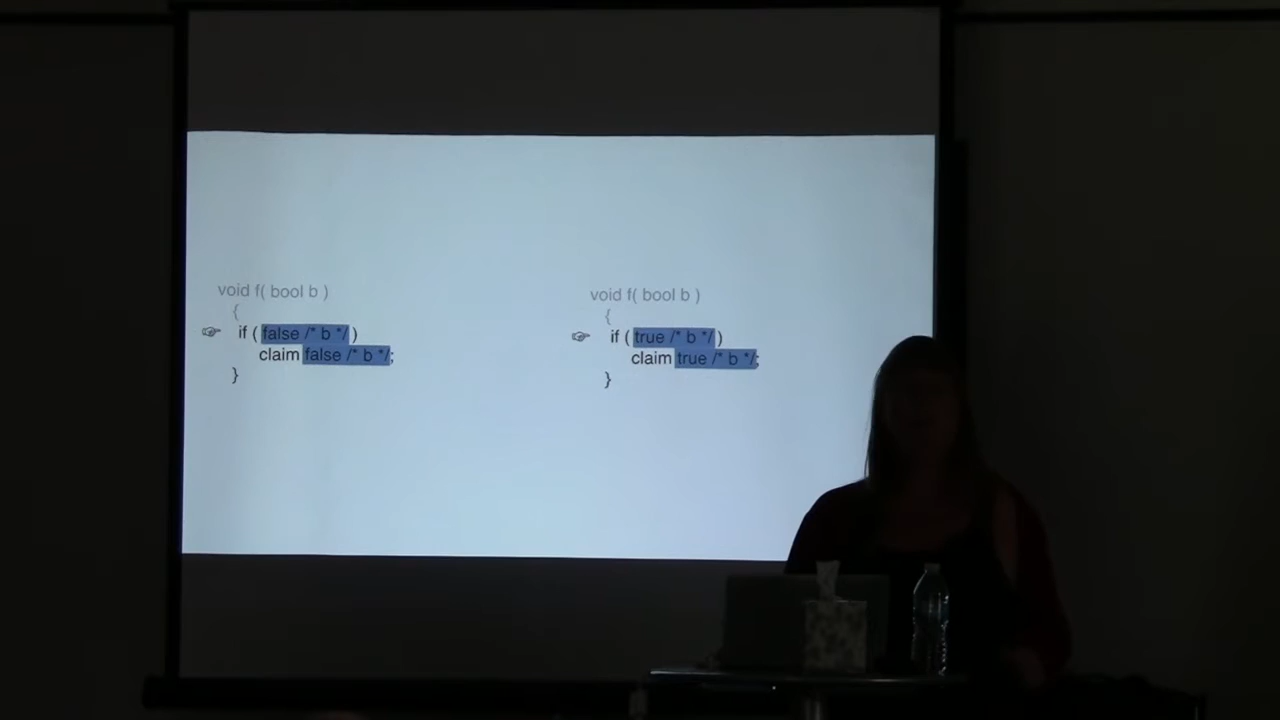 void f( bool b )
{
☞ if ( false /* b */ )
claim false /* b */;
}
void f( bool b )
{
☞ if ( true /* b */ )
claim true /* b */;
}